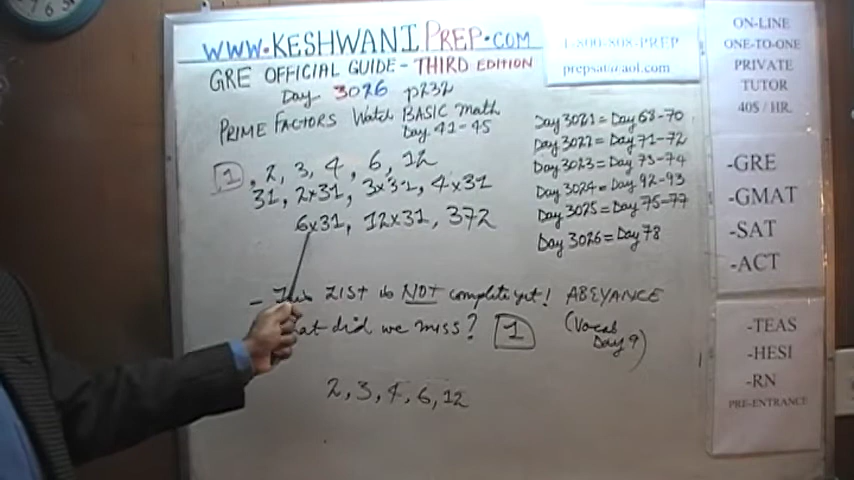 WWW.KESHWANIPREP.COM
GRE OFFICIAL GUIDE - THIRD EDITION
Day 3026 p232
PRIME FACTORS Watch BASIC Math
Day 41-45
1, 2, 3, 4, 6, 12
31, 2x31, 3x31, 4x31
6x31, 12x31, 372
- This LIST is NOT complete yet! ABEYANCE
What did we miss? 1 (Vocab
Day 9)
2, 3, 4, 6, 12
1-800-808-PREP
prepsat@aol.com
Day 3021 = Day 68-70
Day 3022 = Day 71-72
Day 3023 = Day 73-74
Day 3024 = Day 92-93
Day 3025 = Day 75-77
Day 3026 = Day 78
ON-LINE
ONE-TO-ONE
PRIVATE
TUTOR
40$ / HR.
-GRE
-GMAT
-SAT
-ACT
-TEAS
-HESI
-RN
PRE-ENTRANCE